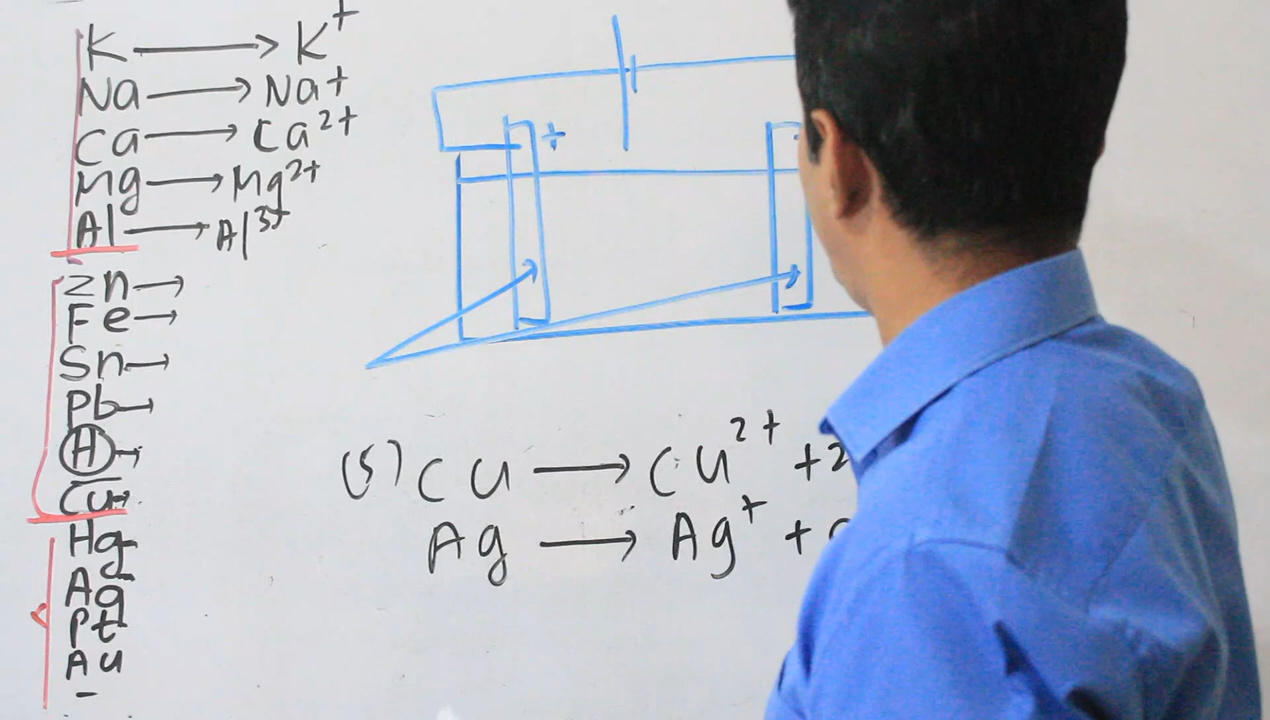 K → K⁺
Na → Na⁺
Ca → Ca²⁺
Mg → Mg²⁺
Al → Al³⁺
Zn →
Fe →
Sn →
Pb →
H →
Cu →
Hg
Ag
Pt
Au
+
(s) Cu → Cu²⁺ + 2
Ag → Ag⁺ +